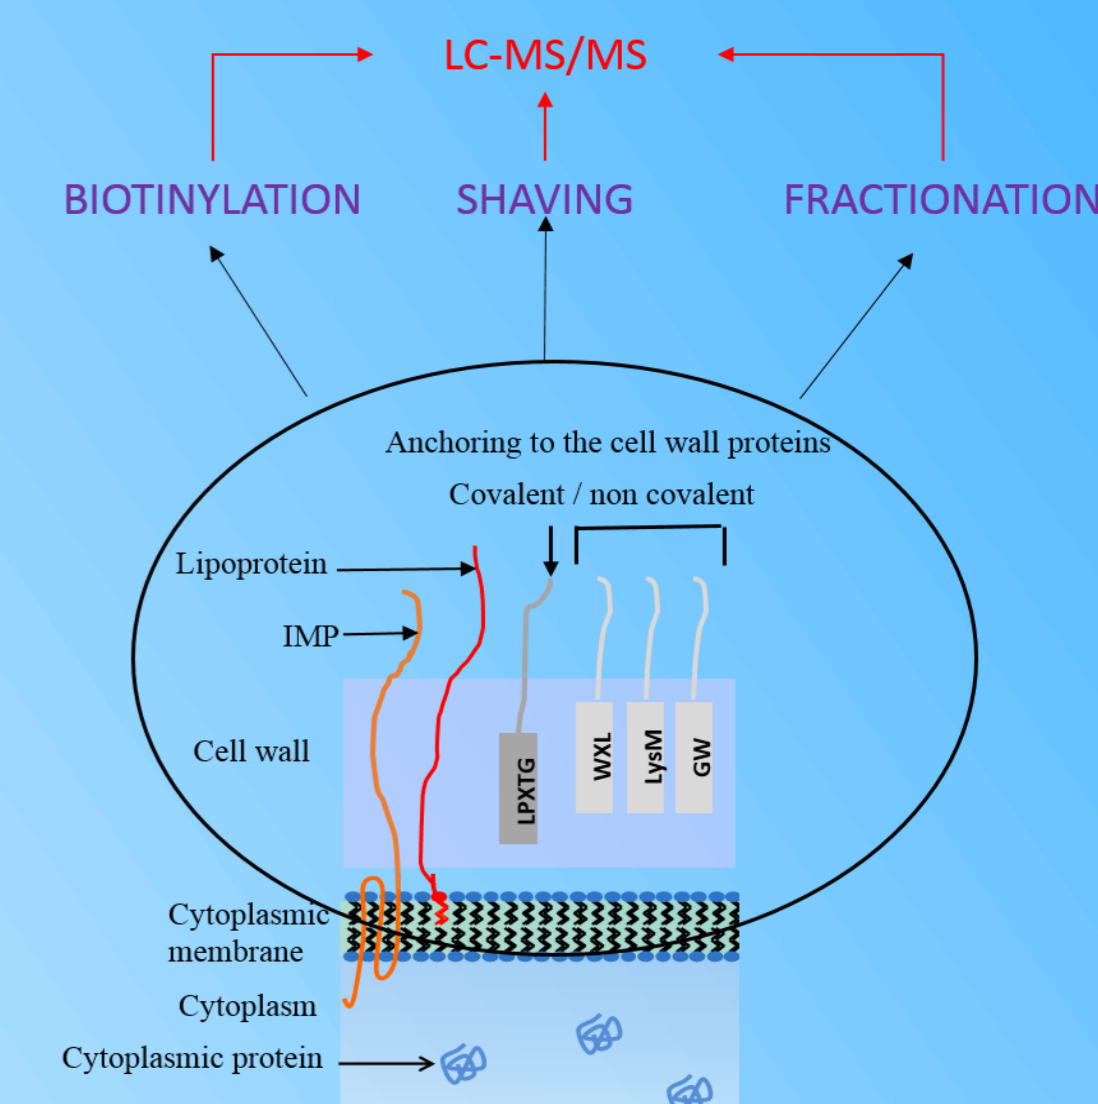 LC-MS/MS
BIOTINYLATION
SHAVING
FRACTIONATION
Anchoring to the cell wall proteins
Covalent / non covalent
Lipoprotein
IMP
Cell wall
LPXTG
WXL
LysM
GW
Cytoplasmic
membrane
Cytoplasm
Cytoplasmic protein